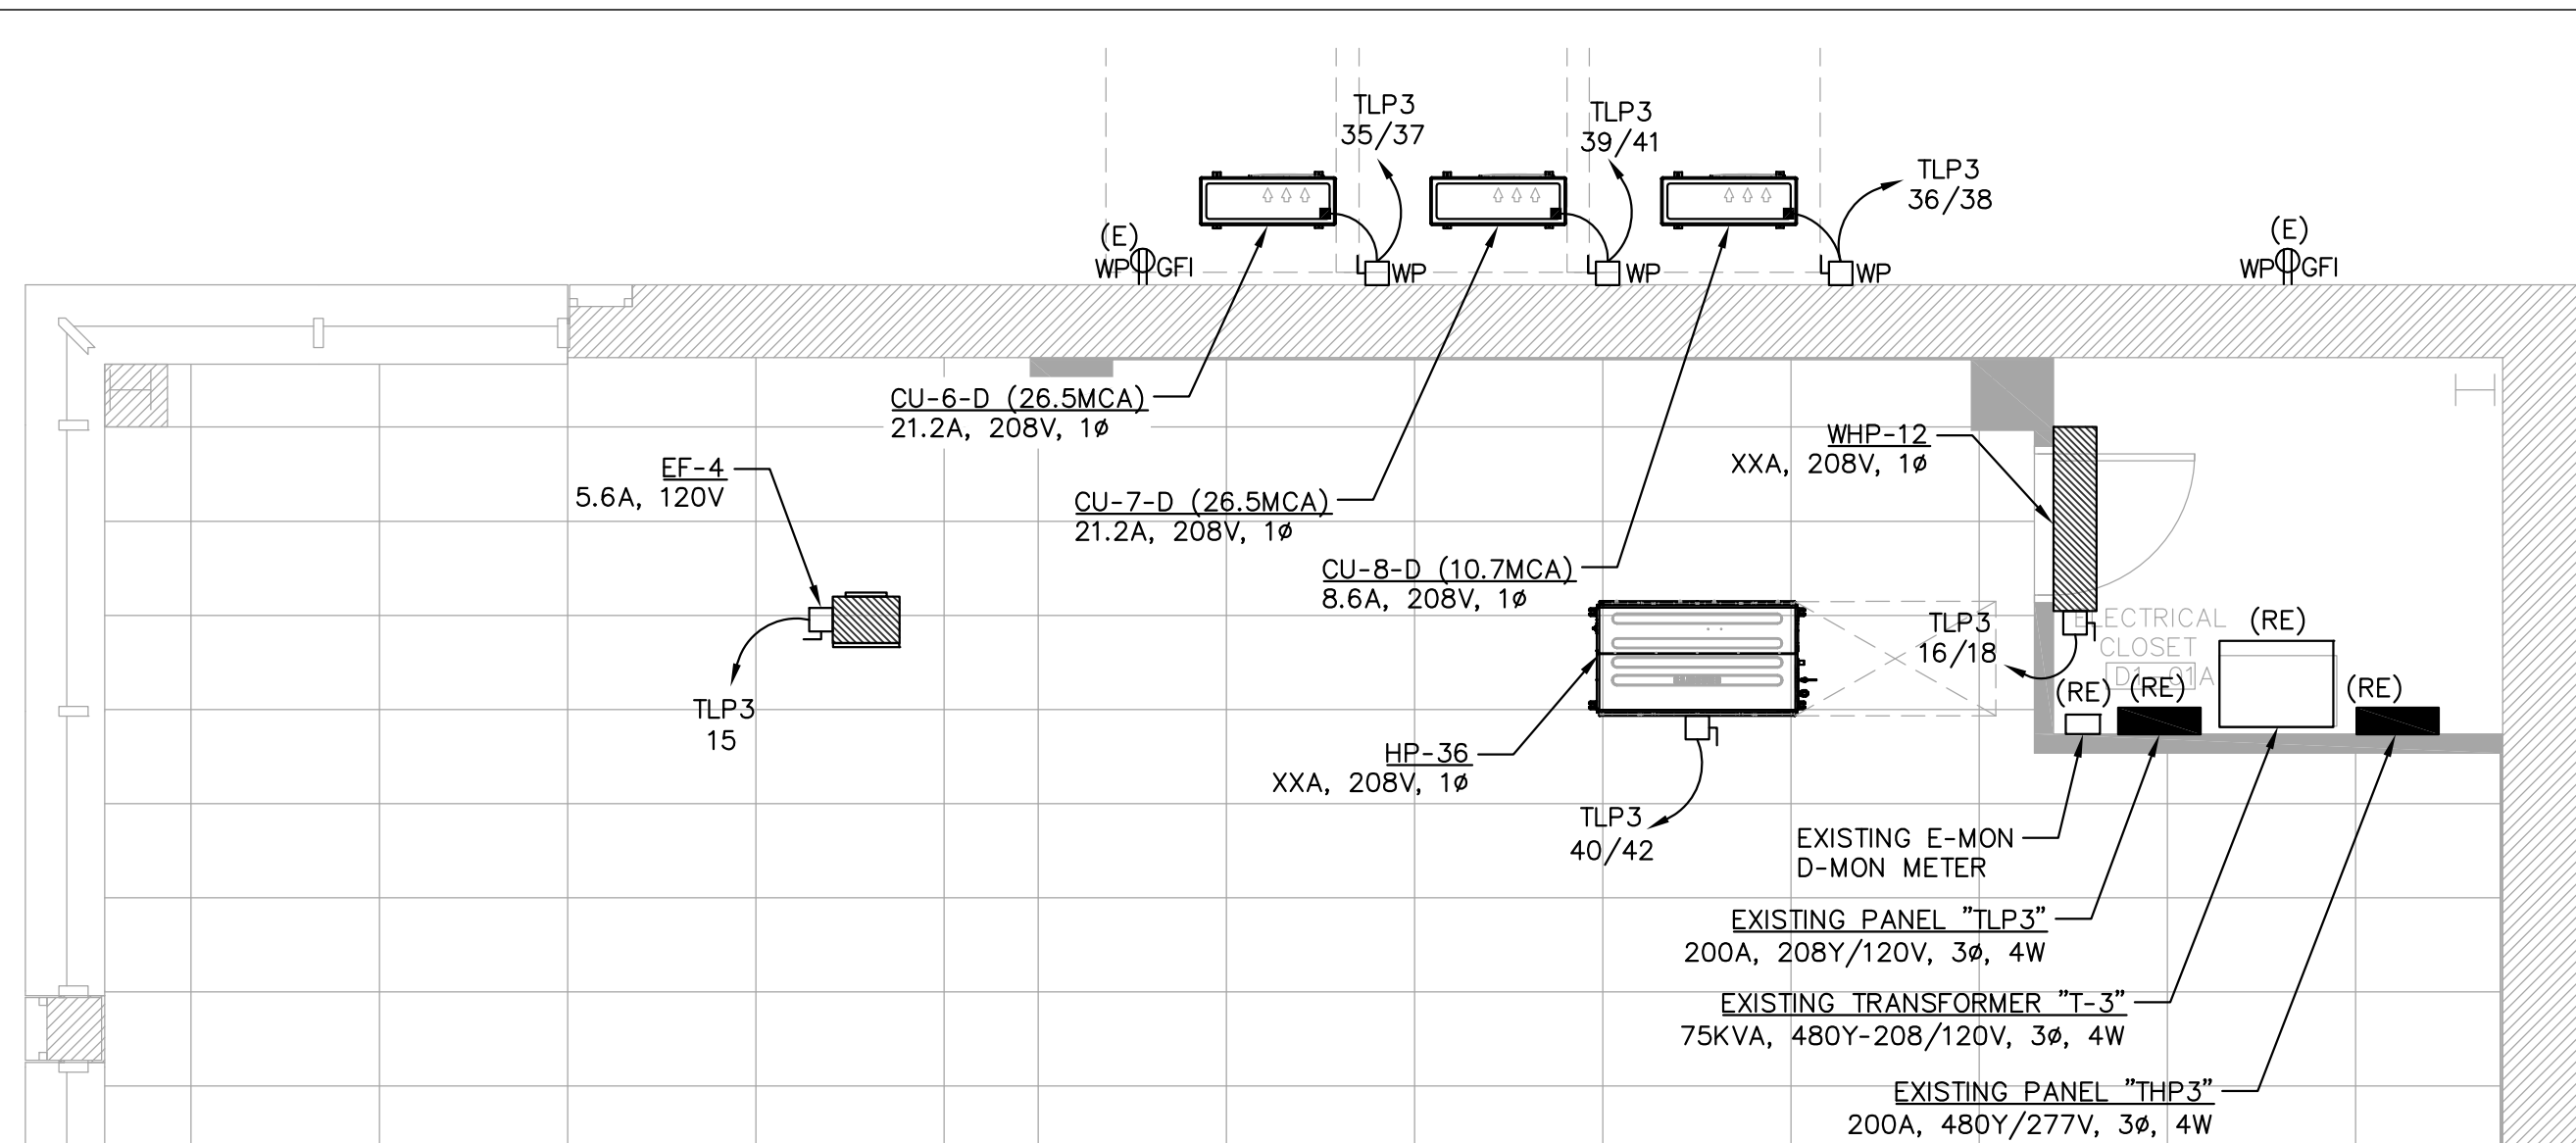 TLP3
35/37
TLP3
39/41
TLP3
36/38
(E)
WP GFI
WP
WP
WP
(E)
WP GFI
CU-6-D (26.5MCA)
21.2A, 208V, 1ø
EF-4
5.6A, 120V
CU-7-D (26.5MCA)
21.2A, 208V, 1ø
CU-8-D (10.7MCA)
8.6A, 208V, 1ø
WHP-12
XXA, 208V, 1ø
TLP3
16/18
ELECTRICAL
CLOSET
D1-01A
(RE)
(RE)
(RE)
(RE)
TLP3
15
HP-36
XXA, 208V, 1ø
TLP3
40/42
EXISTING E-MON
D-MON METER
EXISTING PANEL "TLP3"
200A, 208Y/120V, 3ø, 4W
EXISTING TRANSFORMER "T-3"
75KVA, 480Y-208/120V, 3ø, 4W
EXISTING PANEL "THP3"
200A, 480Y/277V, 3ø, 4W